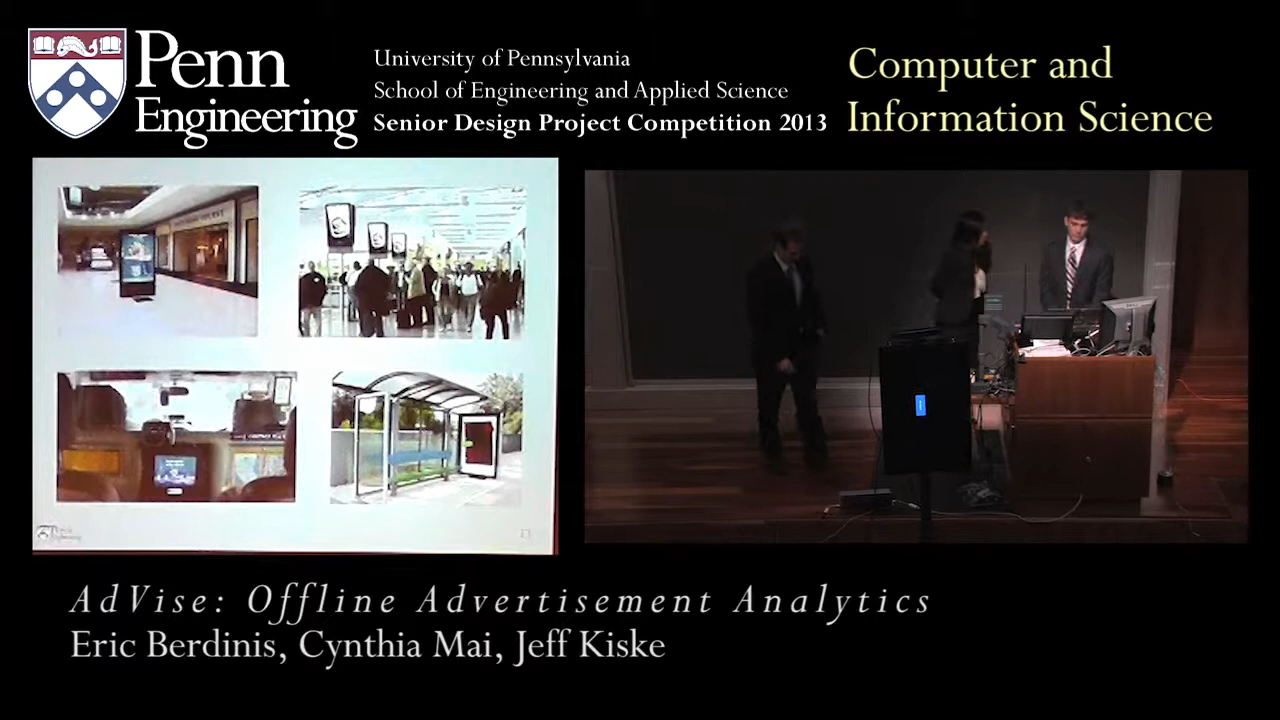 Penn
Engineering
University of Pennsylvania
School of Engineering and Applied Science
Senior Design Project Competition 2013
Computer and
Information Science
AdVise: Offline Advertisement Analytics
Eric Berdinis, Cynthia Mai, Jeff Kiske